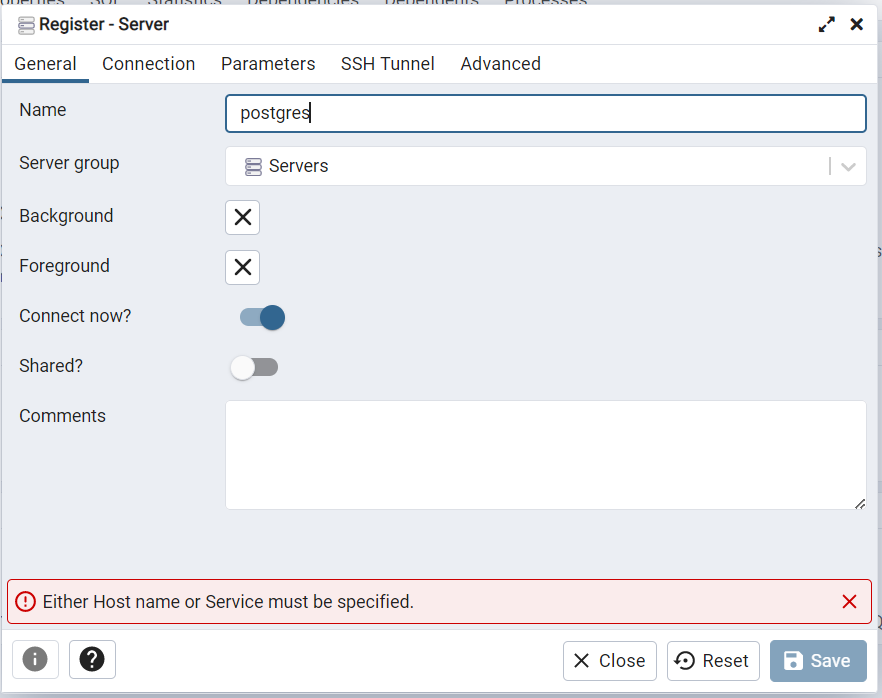 Register - Server
General Connection Parameters SSH Tunnel Advanced
Name postgres
Server group Servers
Background
Foreground
Connect now?
Shared?
Comments
Either Host name or Service must be specified.
Close Reset Save